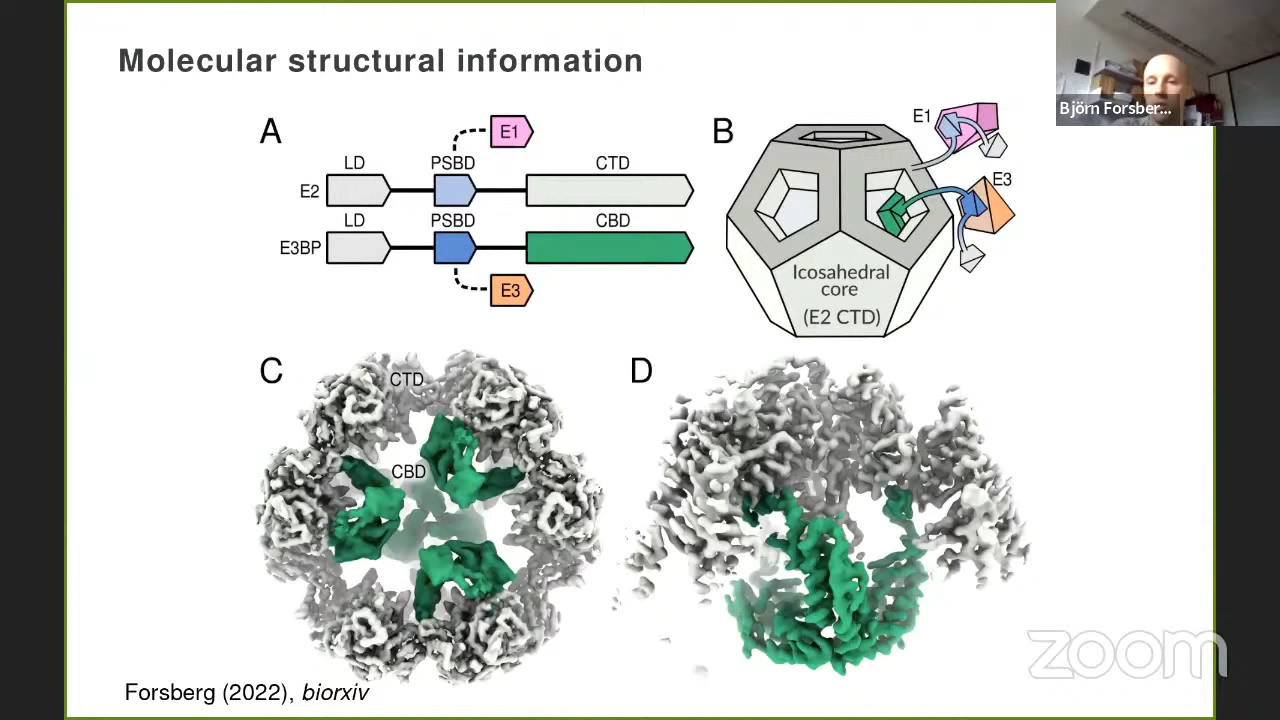 Molecular structural information
Björn Forsber...
A
E1
LD
PSBD
CTD
E2
LD
PSBD
CBD
E3BP
E3
B
E1
E3
Icosahedral
core
(E2 CTD)
C
CTD
CBD
D
zoom
Forsberg (2022), biorxiv